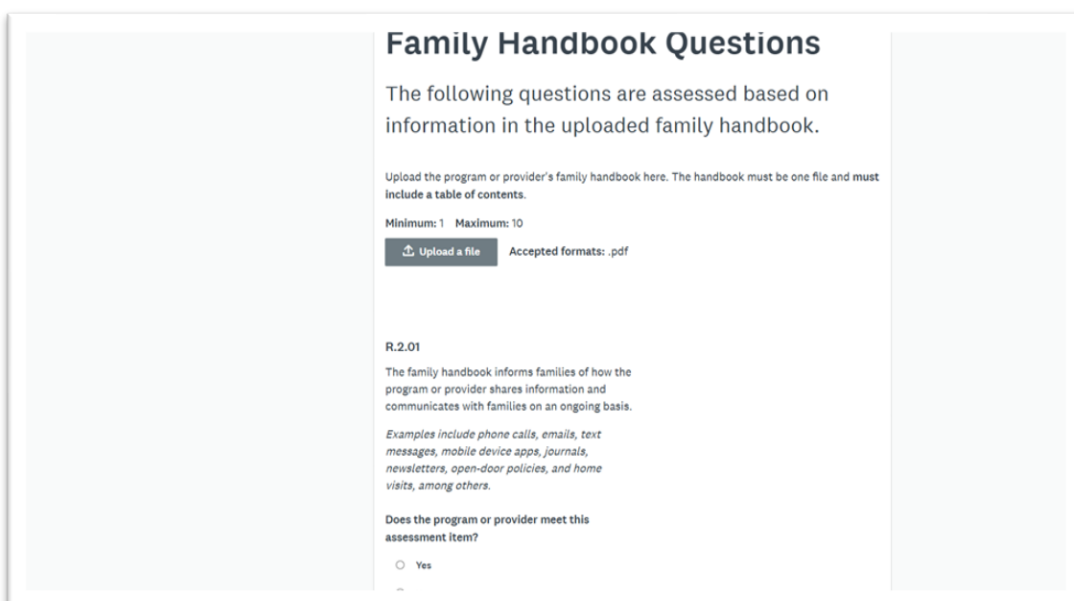 Family Handbook Questions
The following questions are assessed based on
information in the uploaded family handbook.
Upload the program or provider's family handbook here. The handbook must be one file and must
include a table of contents.
Minimum: 1 Maximum: 10
Upload a file Accepted formats: .pdf
R.2.01
The family handbook informs families of how the
program or provider shares information and
communicates with families on an ongoing basis.
Examples include phone calls, emails, text
messages, mobile device apps, journals,
newsletters, open-door policies, and home
visits, among others.
Does the program or provider meet this
assessment item?
Yes